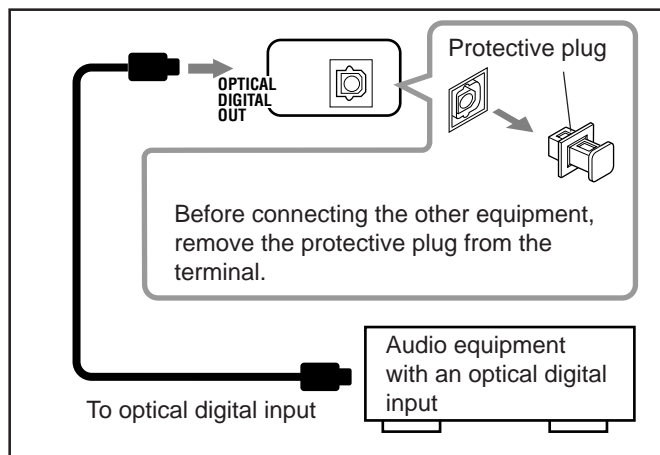 Protective plug
OPTICAL
DIGITAL
OUT
Before connecting the other equipment,
remove the protective plug from the
terminal.
Audio equipment
with an optical digital
input
To optical digital input